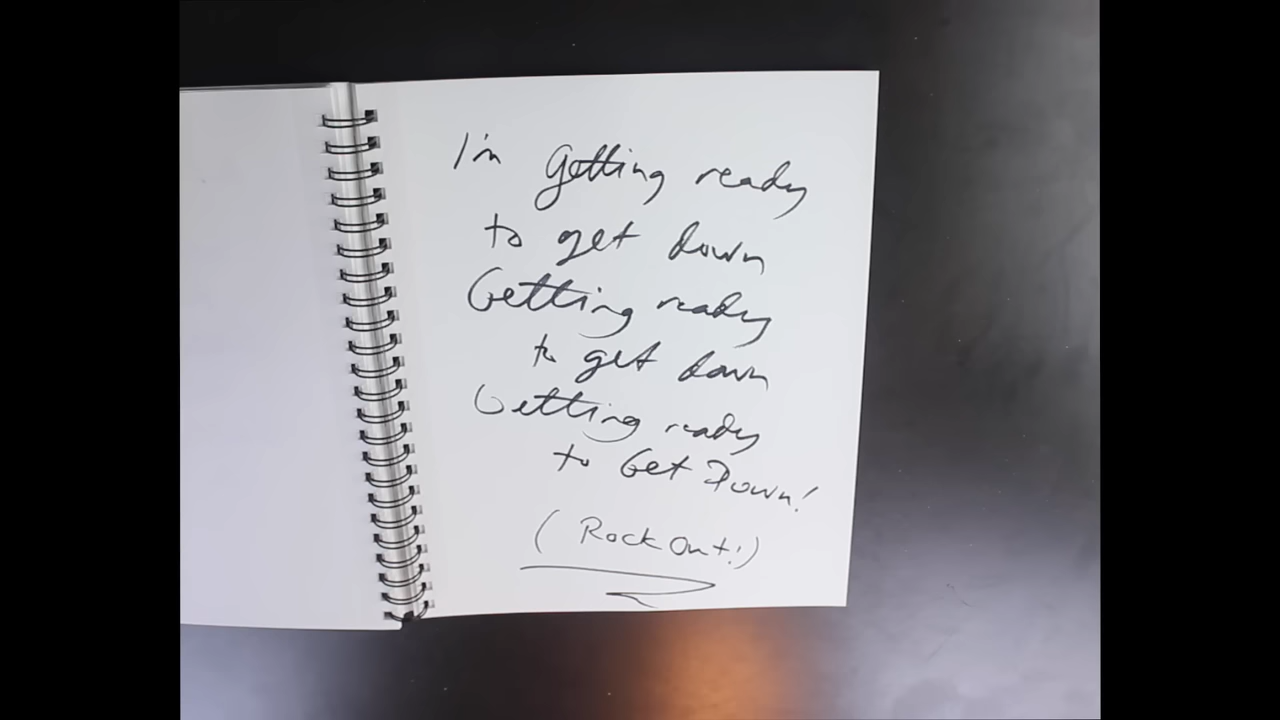 I'm Getting ready
to get down
Getting ready
to get down
Getting ready
to Get Down!
(Rock Out!)